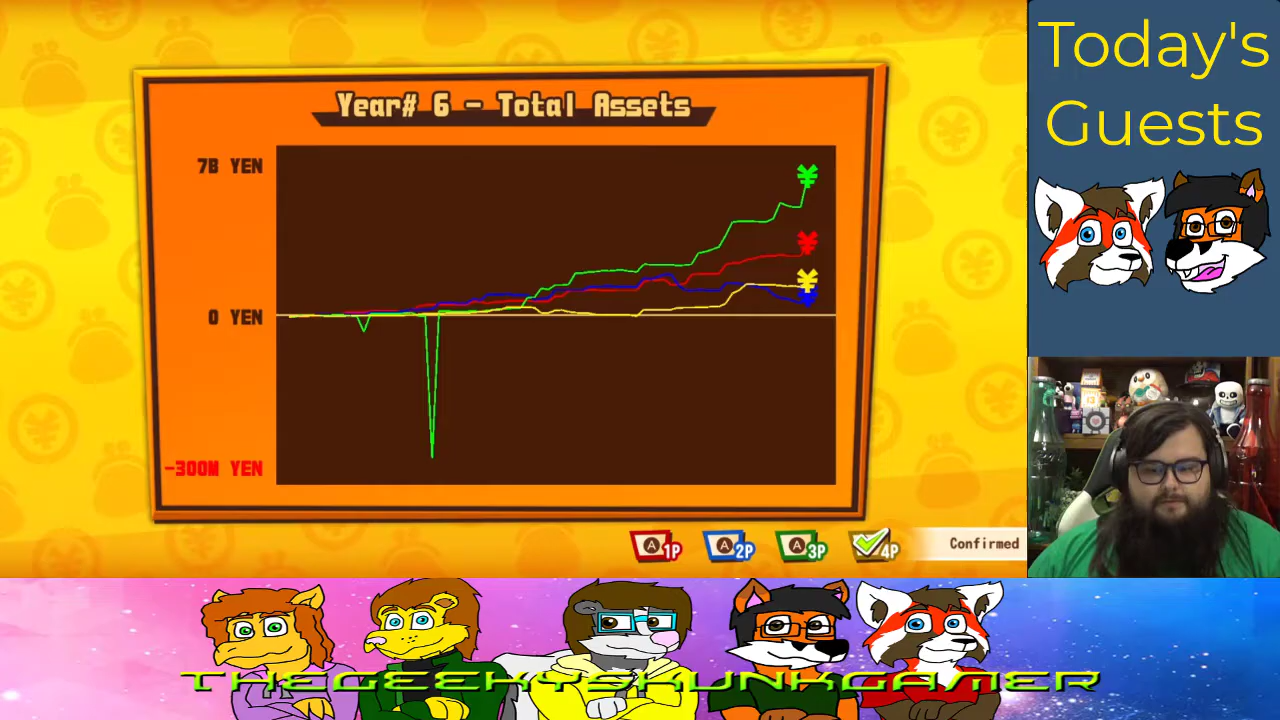 Today's
Guests
Year# 6 - Total Assets
7B YEN
0 YEN
-300M YEN
A 1P
A 2P
A 3P
4P
Confirmed
THEGEEKYSKUNKGAMER